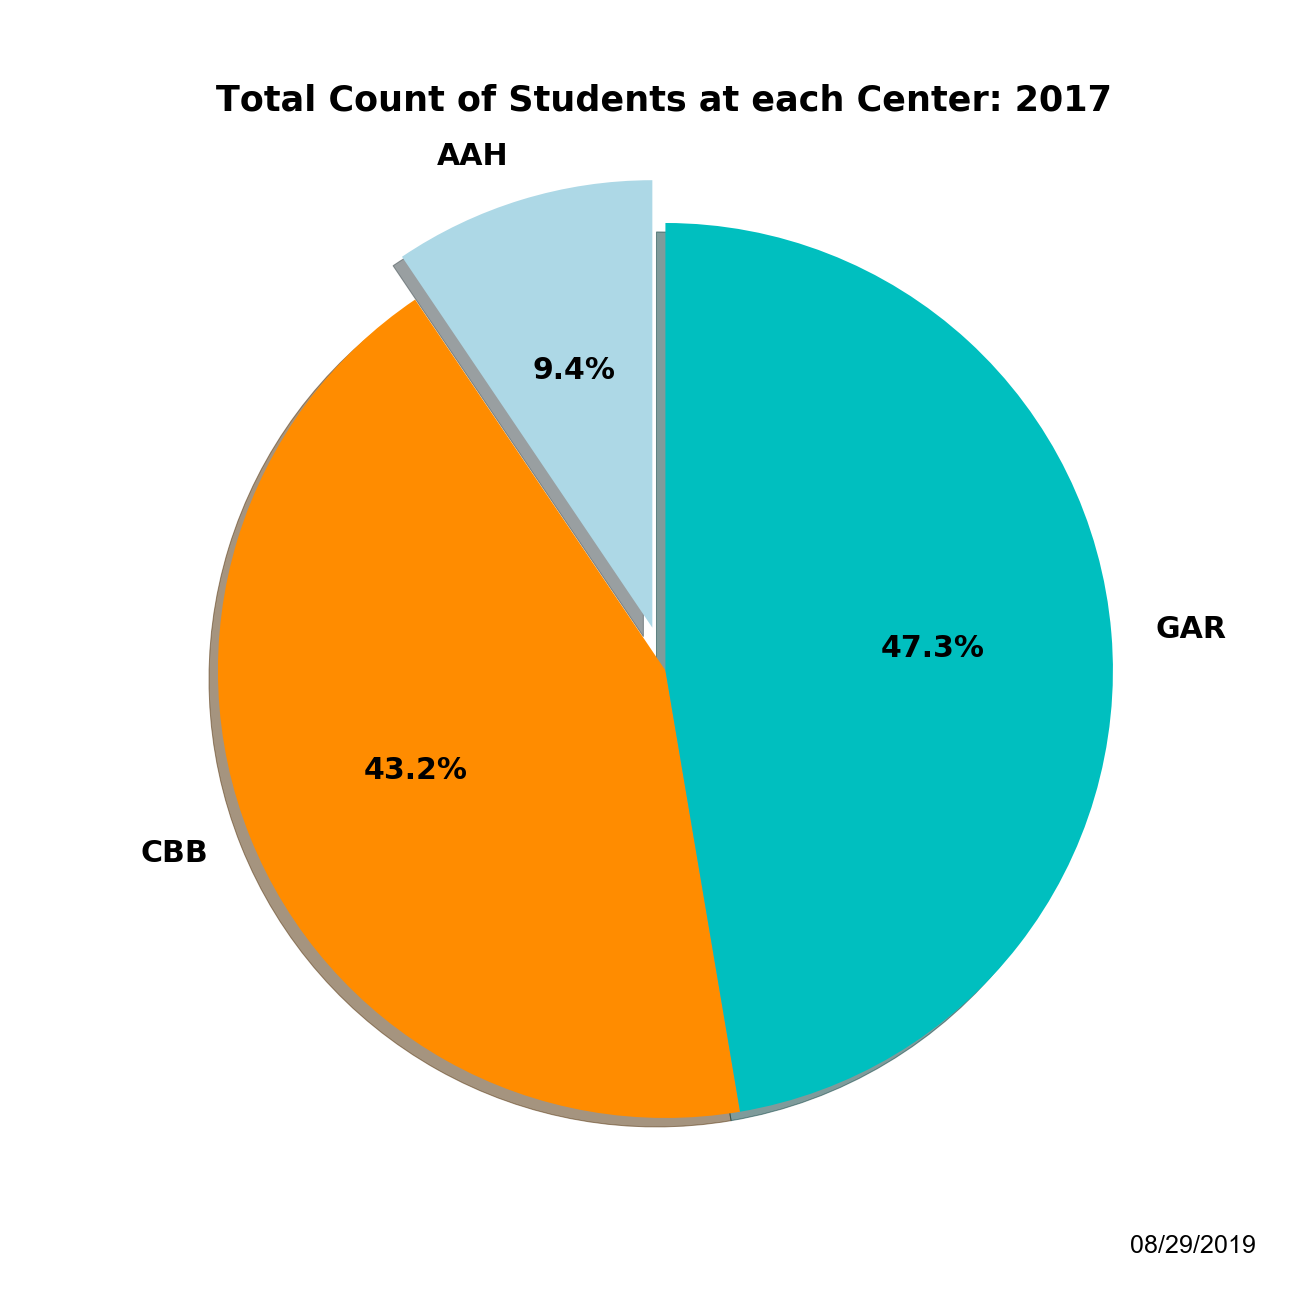 Total Count of Students at each Center: 2017
AAH
9.4%
GAR
47.3%
43.2%
CBB
08/29/2019